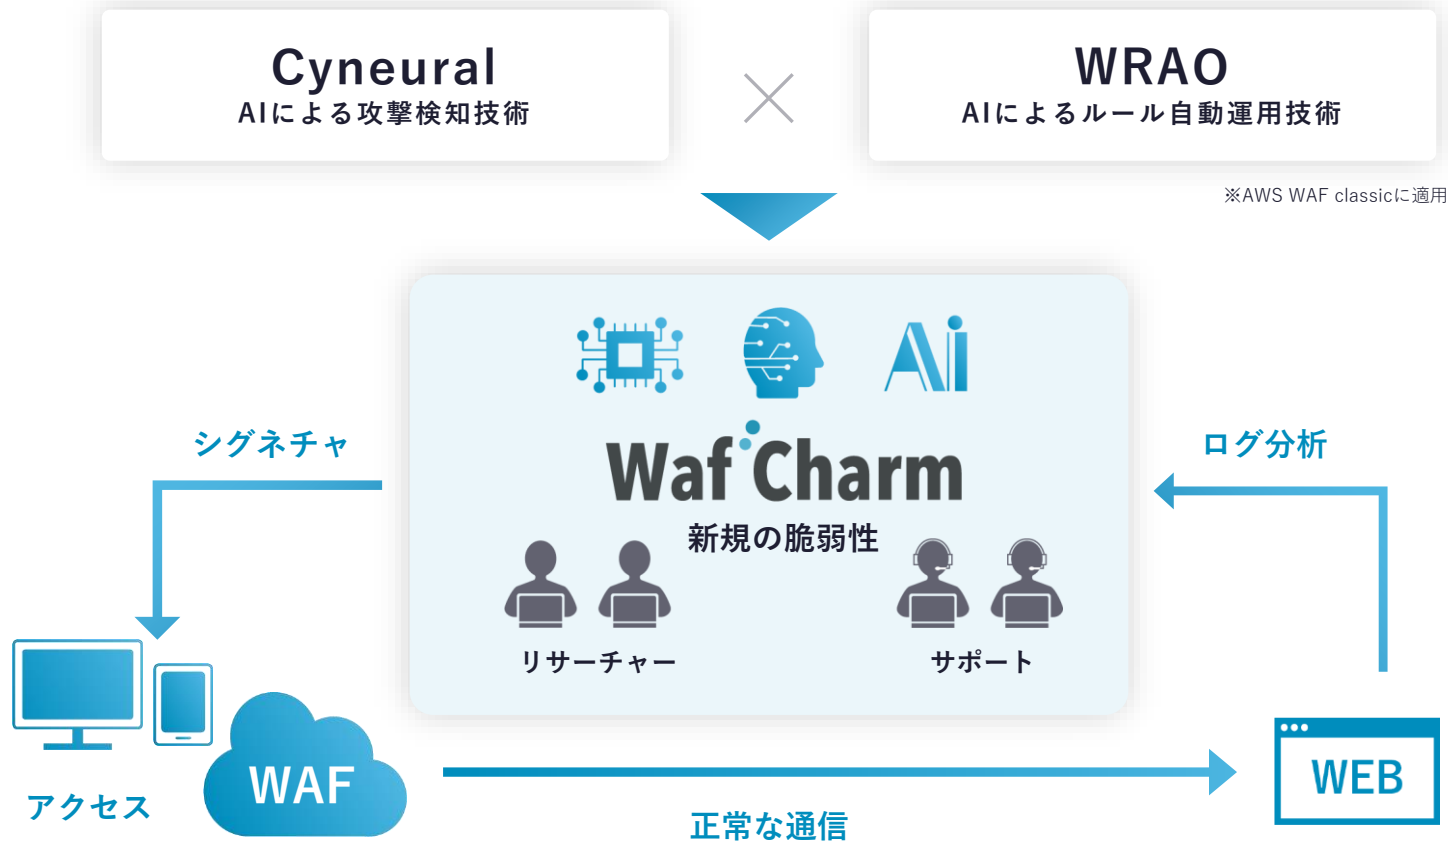 Cyneural
AIによる攻撃検知技術
WRAO
AIによるルール自動運用技術
※AWS WAF classicに適用
Ai
シグネチャ
ログ分析
WafCharm
新規の脆弱性
リサーチャー
サポート
WAF
WEB
アクセス
正常な通信